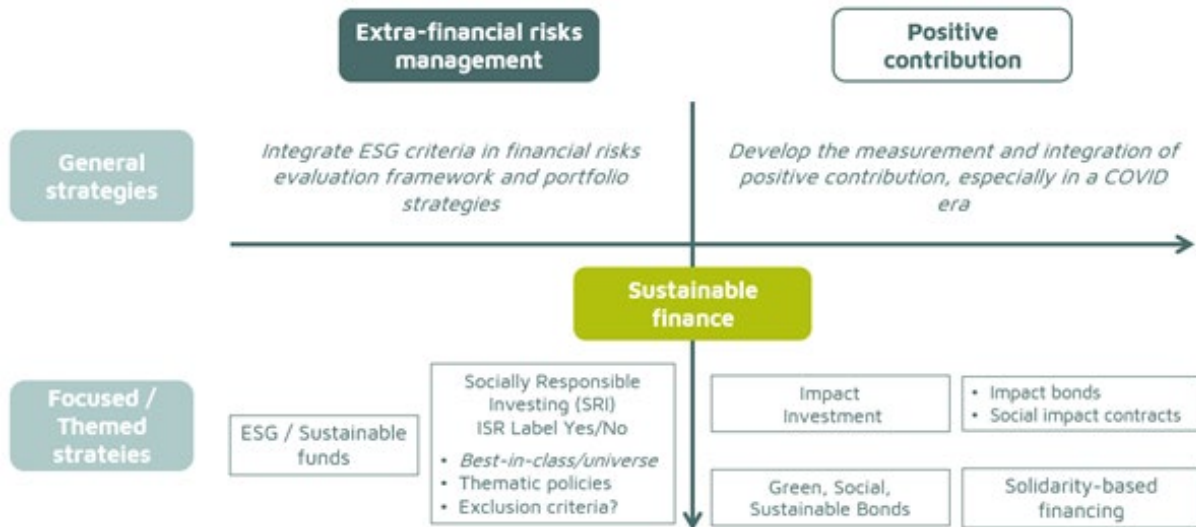 Extra-financial risks
management
Positive
contribution
General
strategies
Integrate ESG criteria in financial risks
evaluation framework and portfolio
strategies
Develop the measurement and integration of
positive contribution, especially in a COVID
era
Sustainable
finance
Focused /
Themed
strateies
ESG / Sustainable
funds
Socially Responsible
Investing (SRI)
ISR Label Yes/No
• Best-in-class/universe
• Thematic policies
• Exclusion criteria?
Impact
Investment
• Impact bonds
• Social impact contracts
Green, Social,
Sustainable Bonds
Solidarity-based
financing